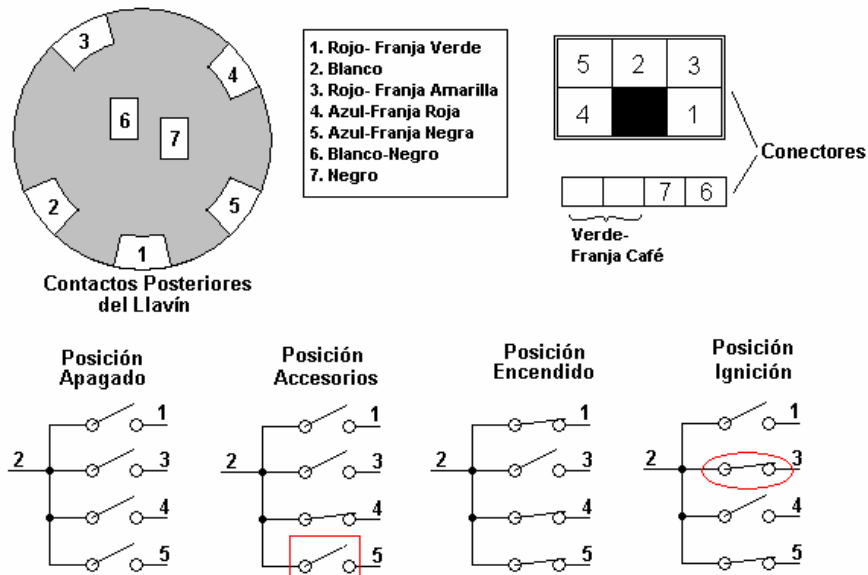 3
4
6
7
2
5
1
Contactos Posteriores
del Llavín
1. Rojo- Franja Verde
2. Blanco
3. Rojo- Franja Amarilla
4. Azul-Franja Roja
5. Azul-Franja Negra
6. Blanco-Negro
7. Negro
5 2 3
4 1
Conectores
7 6
Verde-
Franja Café
Posición
Apagado
1
2 3
4
5
Posición
Accesorios
1
2 3
4
5
Posición
Encendido
1
2 3
4
5
Posición
Ignición
1
2 3
4
5